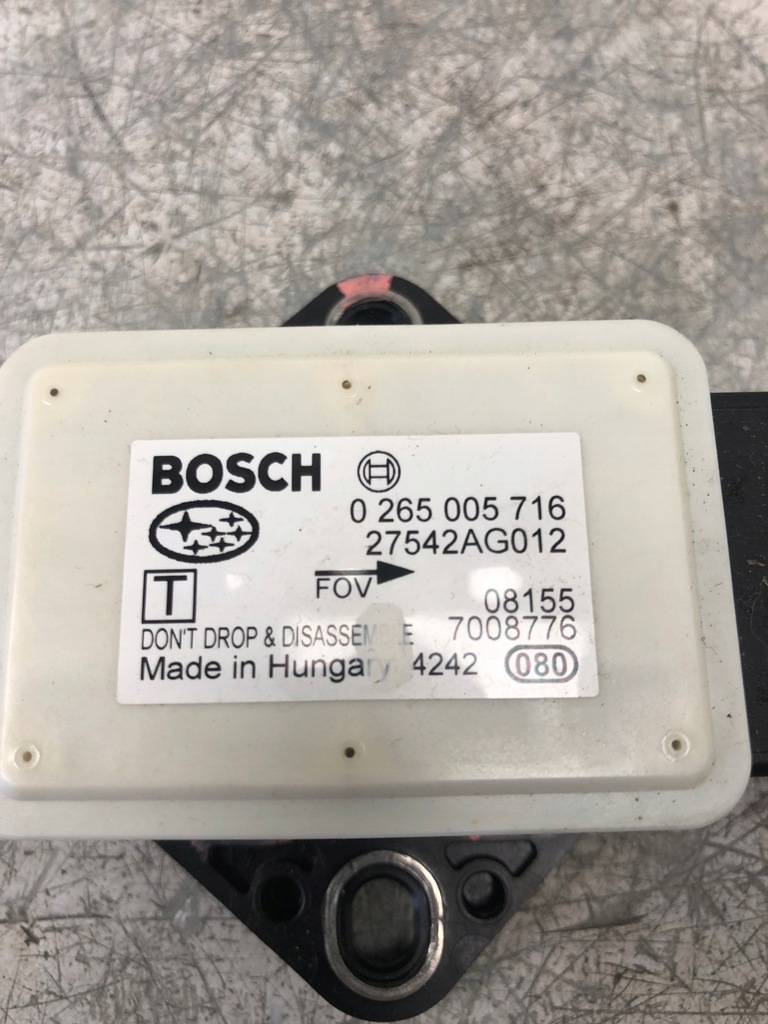 BOSCH
0 265 005 716
27542AG012
T
FOV
08155
DON'T DROP & DISASSEMBLE 7008776
Made in Hungary 4242 080